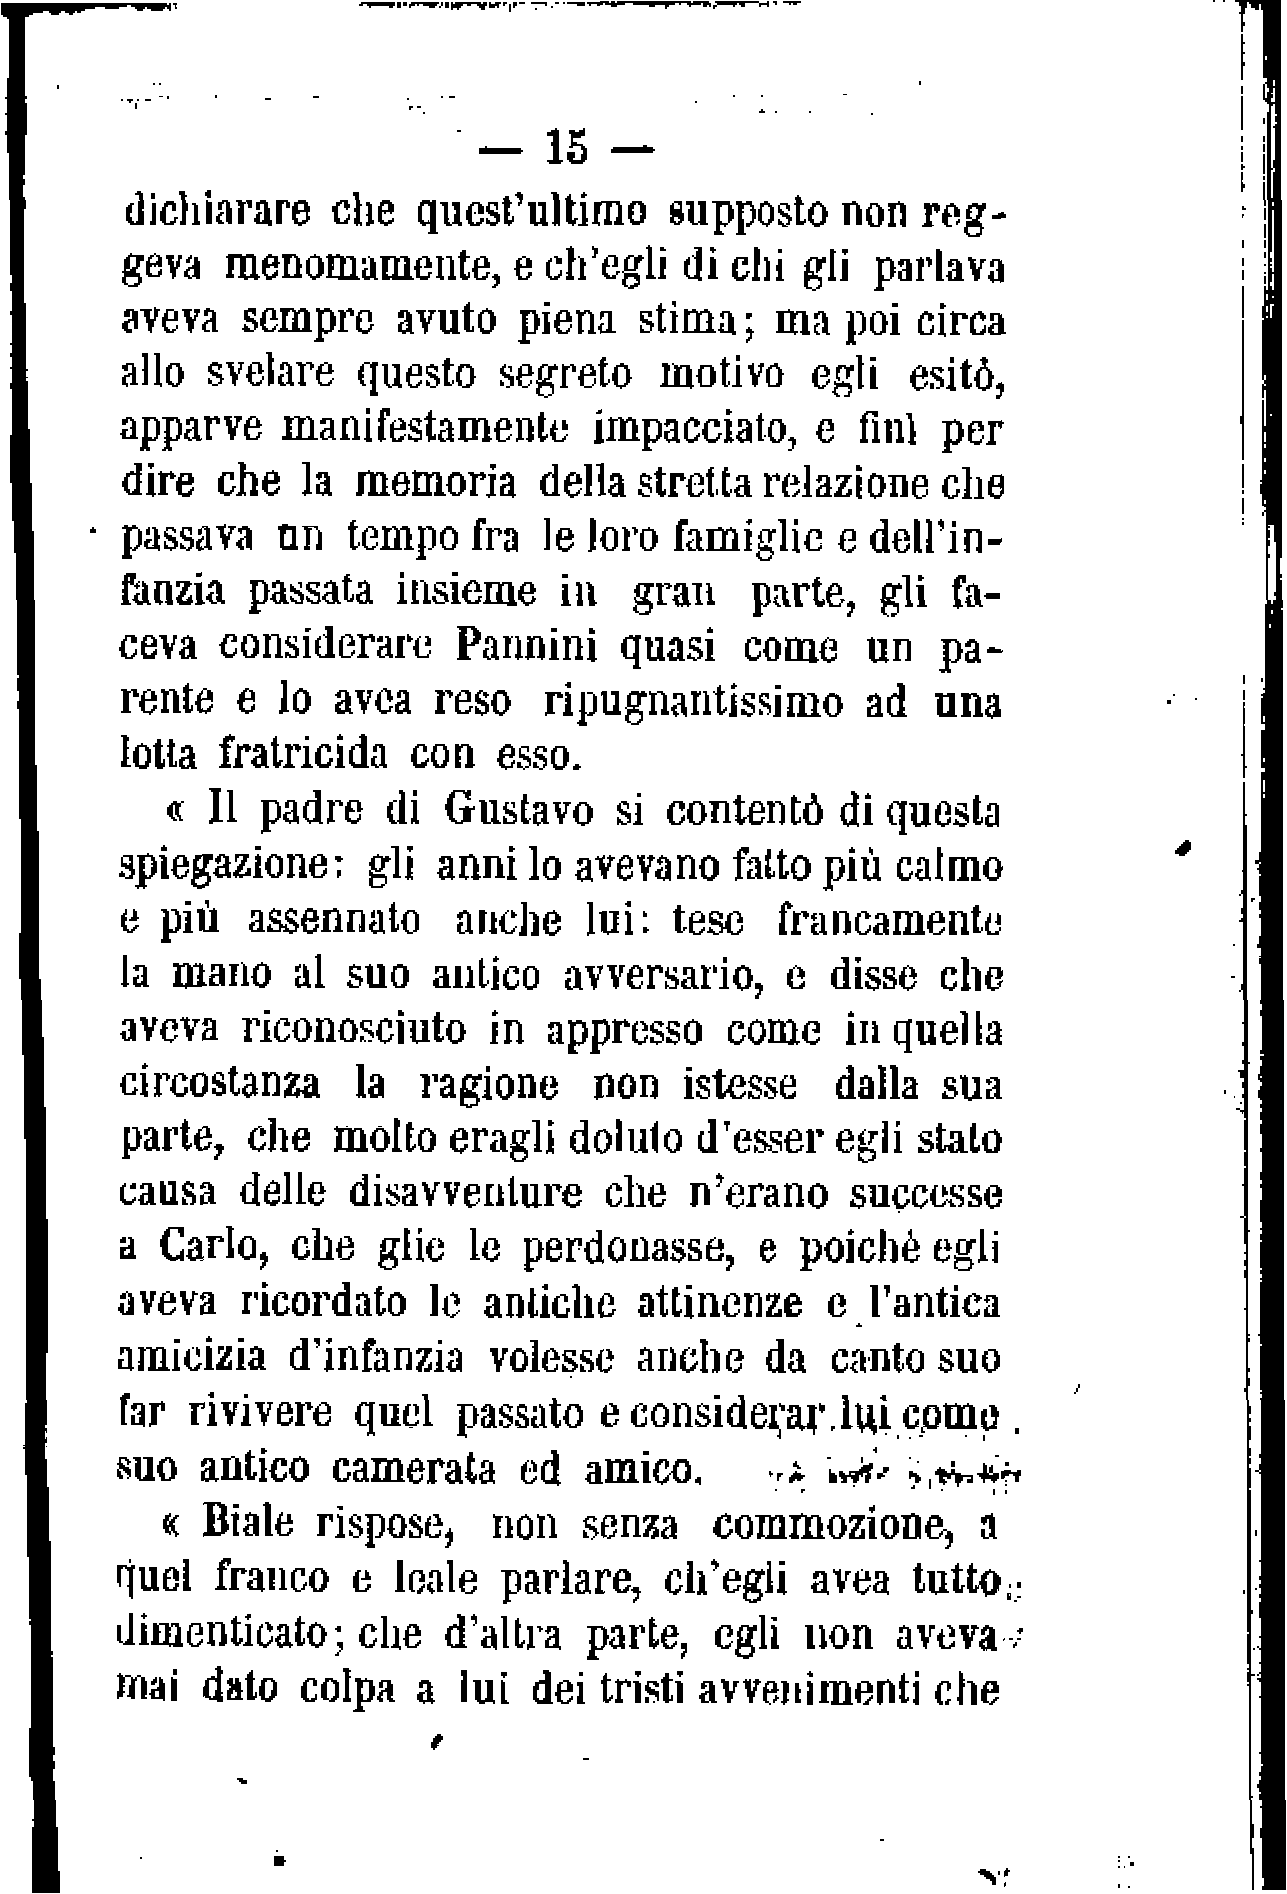 — 15 —
dichiarare che quest'ultimo supposto non reg-
geva menomamente, e ch'egli di chi gli parlava
aveva sempre avuto piena stima; ma poi circa
allo svelare questo segreto motivo egli esitò,
apparve manifestamente impacciato, e finì per
dire che la memoria della stretta relazione che
passava un tempo fra le loro famiglie e dell'in-
fanzia passata insieme in gran parte, gli fa-
ceva considerare Pannini quasi come un pa-
rente e lo avea reso ripugnantissimo ad una
lotta fratricida con esso.
« Il padre di Gustavo si contentò di questa
spiegazione: gli anni lo avevano fatto più calmo
e più assennato anche lui: tese francamente
la mano al suo antico avversario, e disse che
aveva riconosciuto in appresso come in quella
circostanza la ragione non istesse dalla sua
parte, che molto eragli doluto d'esser egli stato
causa delle disavventure che n'erano successe
a Carlo, che glie le perdonasse, e poichè egli
aveva ricordato le antiche attinenze e l'antica
amicizia d'infanzia volesse anche da canto suo
far rivivere quel passato e considerar lui come
suo antico camerata ed amico.
« Biale rispose, non senza commozione, a
quel franco e leale parlare, ch'egli avea tutto
dimenticato; che d'altra parte, egli non aveva
mai dato colpa a lui dei tristi avvenimenti che